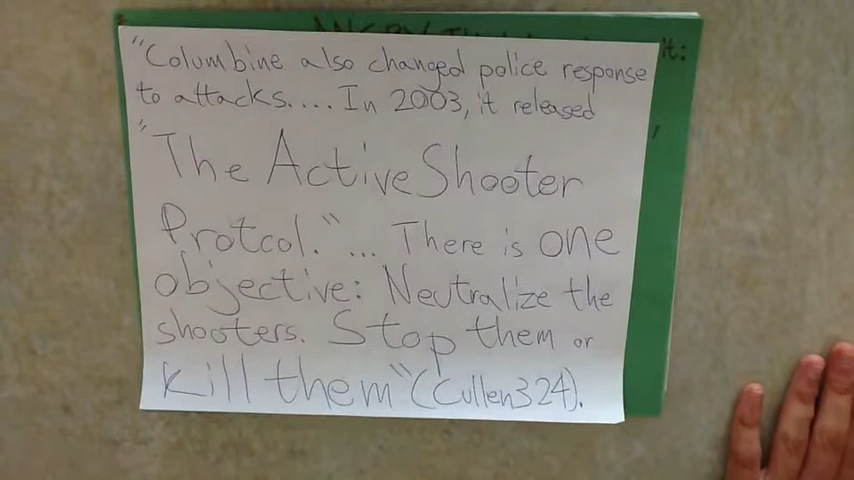 it:
"Columbine also changed police response
to attacks.... In 2003, it released
"The Active Shooter
Protcol."... There is one
objective: Neutralize the
shooters. Stop them or
kill them" (Cullen 324).